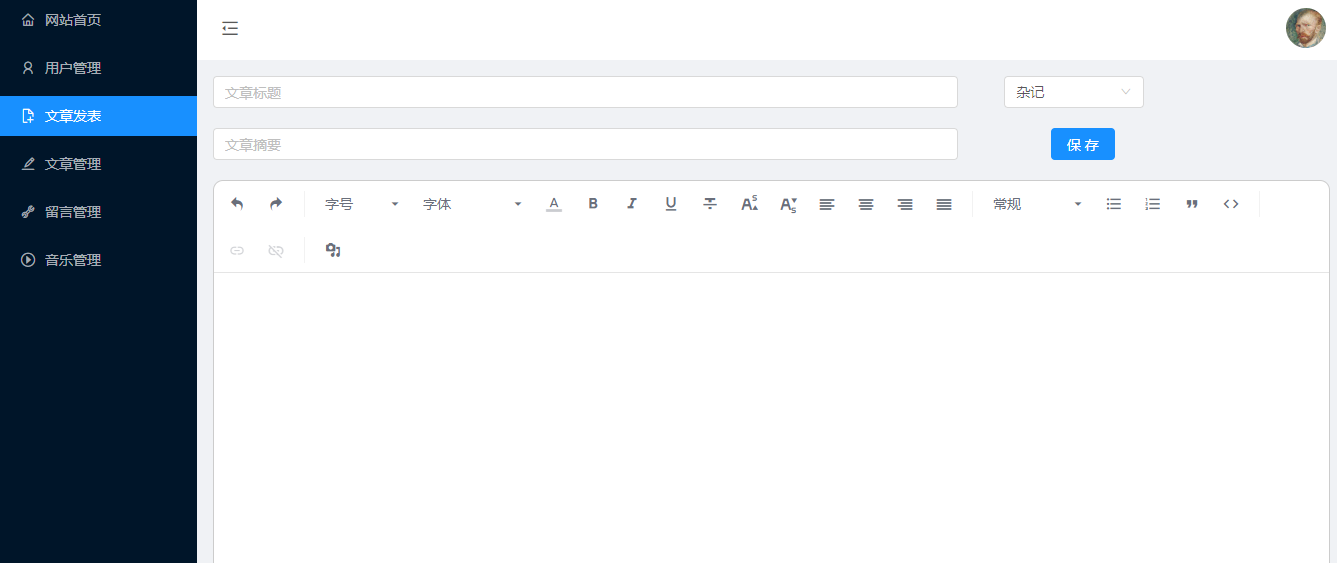 网站首页
用户管理
文章发表
文章管理
留言管理
音乐管理
文章标题
杂记
文章摘要
保 存
字号
字体
常规